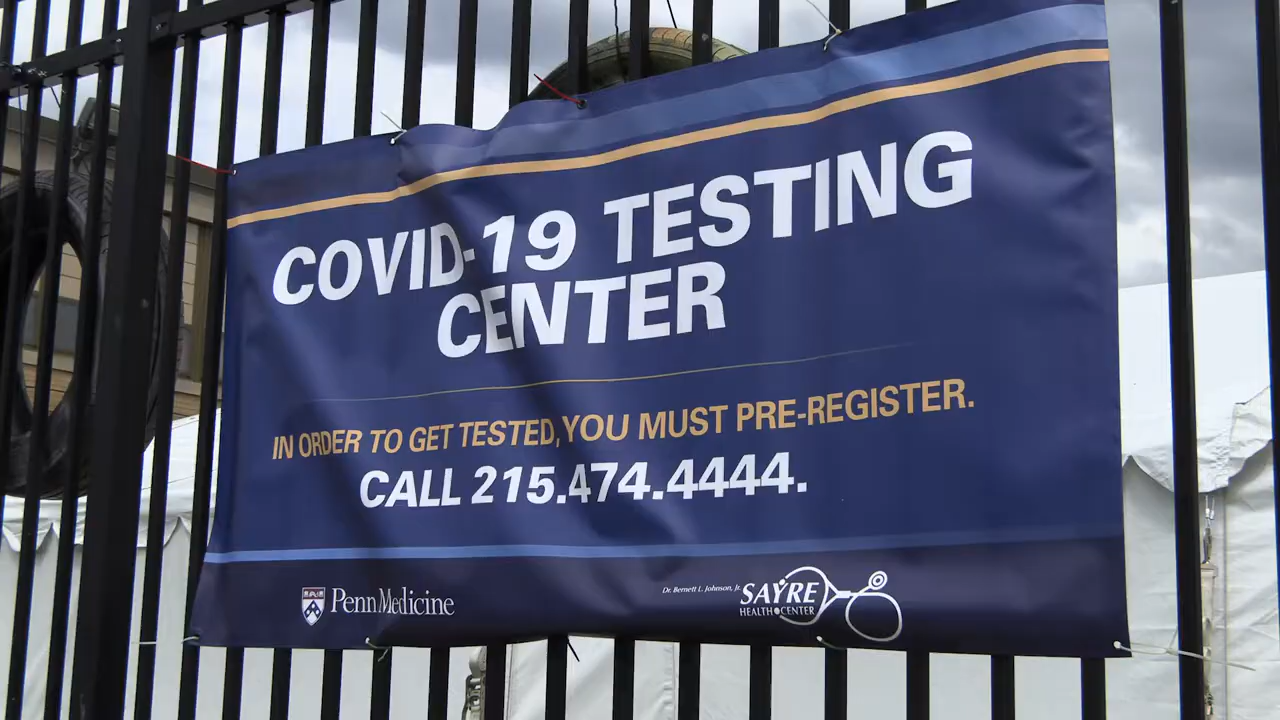 COVID-19 TESTING
CENTER
IN ORDER TO GET TESTED, YOU MUST PRE-REGISTER.
CALL 215.474.4444.
Penn Medicine
Dr. Bernett L. Johnson, Jr.
SAYRE
HEALTH CENTER